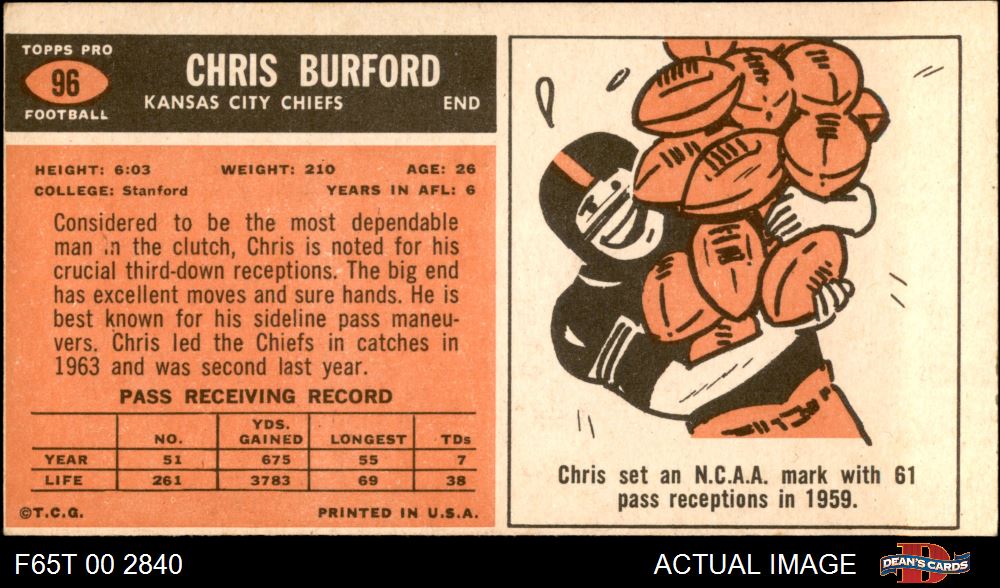 TOPPS PRO
96
FOOTBALL
CHRIS BURFORD
KANSAS CITY CHIEFS END
HEIGHT: 6:03 WEIGHT: 210 AGE: 26
COLLEGE: Stanford YEARS IN AFL: 6
Considered to be the most dependable
man in the clutch, Chris is noted for his
crucial third-down receptions. The big end
has excellent moves and sure hands. He is
best known for his sideline pass maneu-
vers. Chris led the Chiefs in catches in
1963 and was second last year.
PASS RECEIVING RECORD
NO. YDS. GAINED LONGEST TDs
YEAR 51 675 55 7
LIFE 261 3783 69 38
©T.C.G. PRINTED IN U.S.A.
Chris set an N.C.A.A. mark with 61
pass receptions in 1959.
F65T 00 2840 ACTUAL IMAGE
DEAN'S CARDS